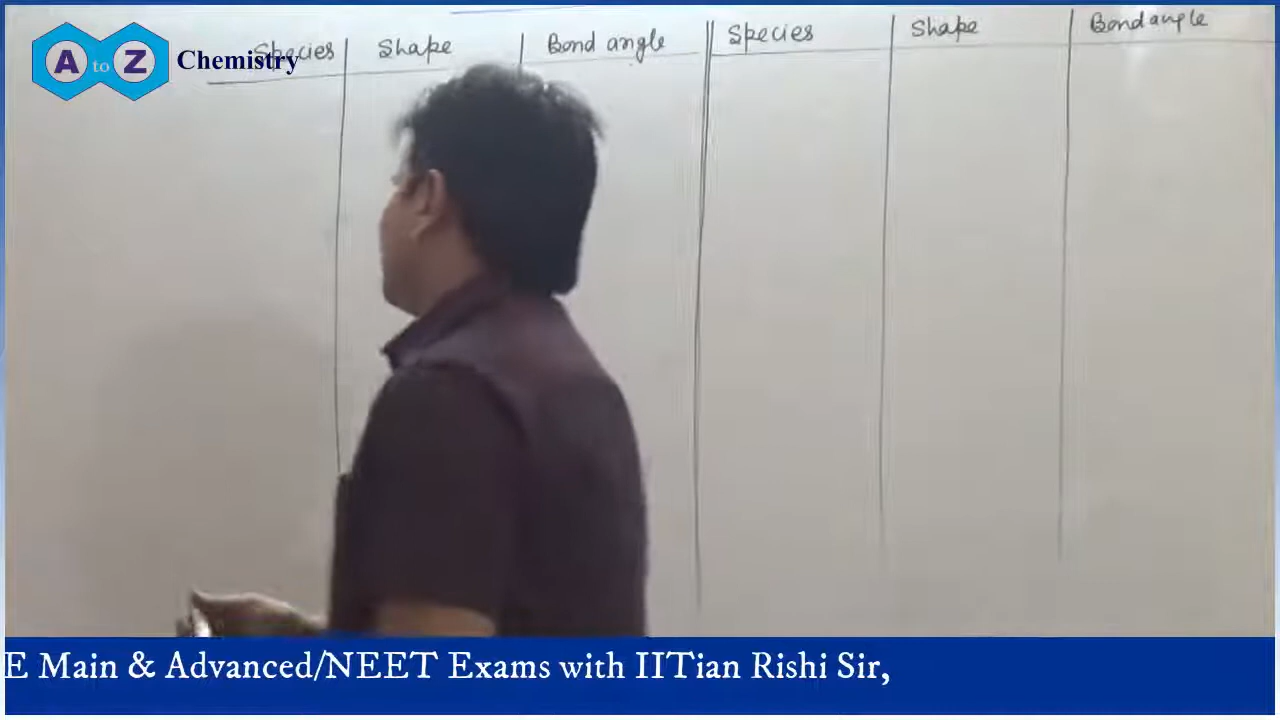 A to Z Chemistry
Species Shape Bond angle Species Shape Bond angle
E Main & Advanced/NEET Exams with IITian Rishi Sir,